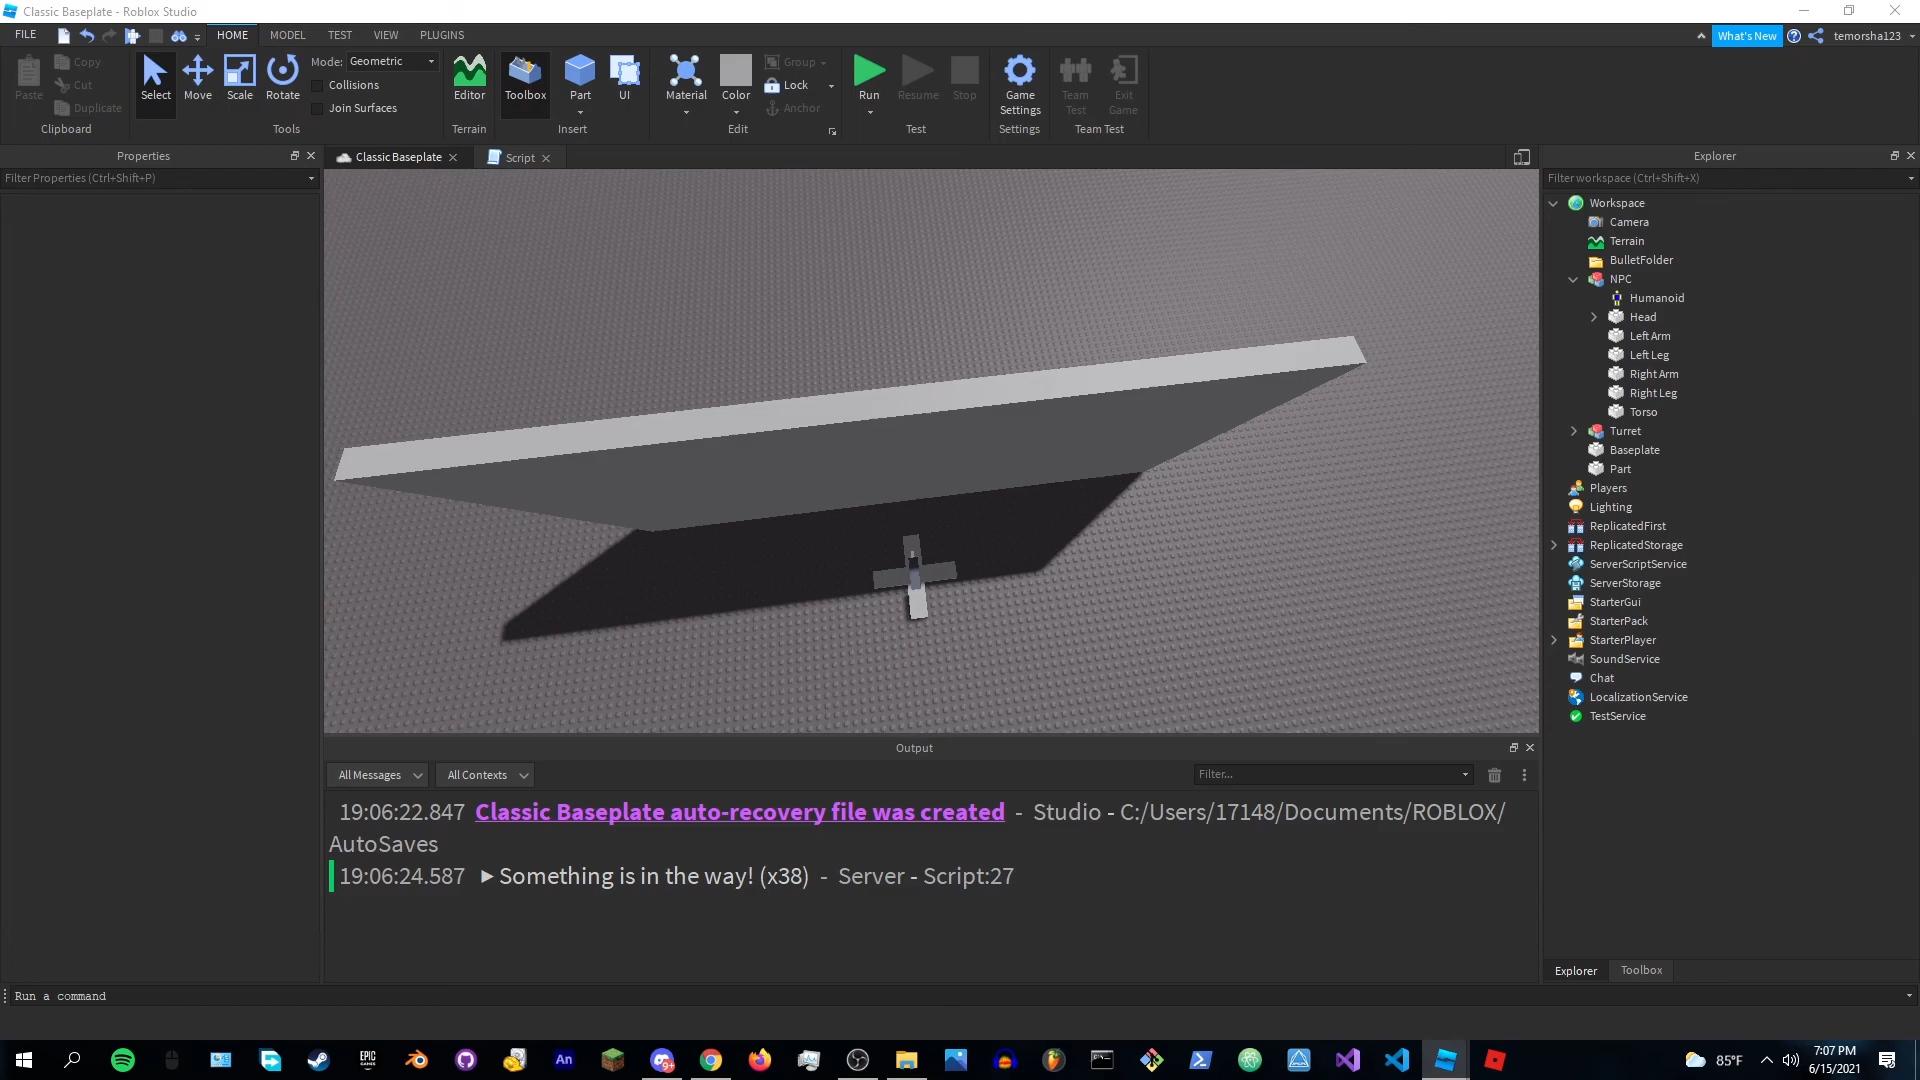 Classic Baseplate - Roblox Studio
FILE
HOME
MODEL
TEST
VIEW
PLUGINS
What's New
temorsha123
Paste
Copy
Cut
Duplicate
Clipboard
Select
Move
Scale
Rotate
Mode:
Geometric
Collisions
Join Surfaces
Tools
Editor
Terrain
Toolbox
Part
UI
Insert
Material
Color
Group
Lock
Anchor
Edit
Run
Resume
Stop
Test
Game
Settings
Settings
Team
Test
Exit
Game
Team Test
Properties
Filter Properties (Ctrl+Shift+P)
Classic Baseplate
Script
Explorer
Filter workspace (Ctrl+Shift+X)
Workspace
Camera
Terrain
BulletFolder
NPC
Humanoid
Head
Left Arm
Left Leg
Right Arm
Right Leg
Torso
Turret
Baseplate
Part
Players
Lighting
ReplicatedFirst
ReplicatedStorage
ServerScriptService
ServerStorage
StarterGui
StarterPack
StarterPlayer
SoundService
Chat
LocalizationService
TestService
Output
All Messages
All Contexts
Filter...
19:06:22.847 Classic Baseplate auto-recovery file was created - Studio - C:/Users/17148/Documents/ROBLOX/
AutoSaves
19:06:24.587 ▶ Something is in the way! (x38) - Server - Script:27
Explorer
Toolbox
Run a command
EPIC
GAMES
An
9+
85°F
7:07 PM
6/15/2021